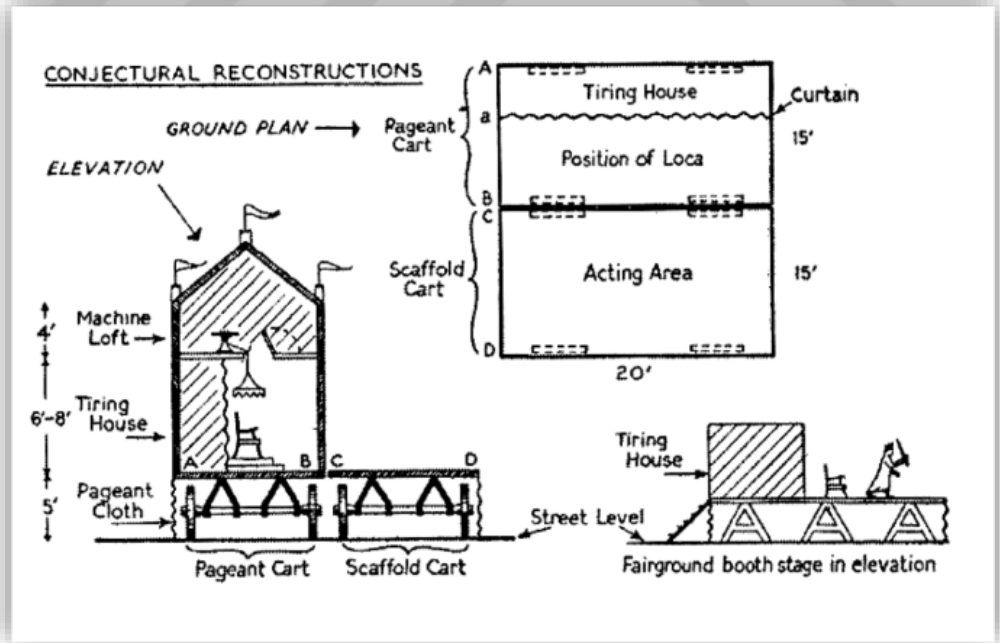 CONJECTURAL RECONSTRUCTIONS
GROUND PLAN
ELEVATION
A
Tiring House
Curtain
a
Pageant
Cart
15'
Position of Loca
B
C
Scaffold
Cart
Acting Area
15'
D
20'
Machine
Loft
4'
Tiring
House
6'-8'
A
B
C
D
Pageant
Cloth
5'
Pageant Cart
Scaffold Cart
Street Level
Tiring
House
Fairground booth stage in elevation